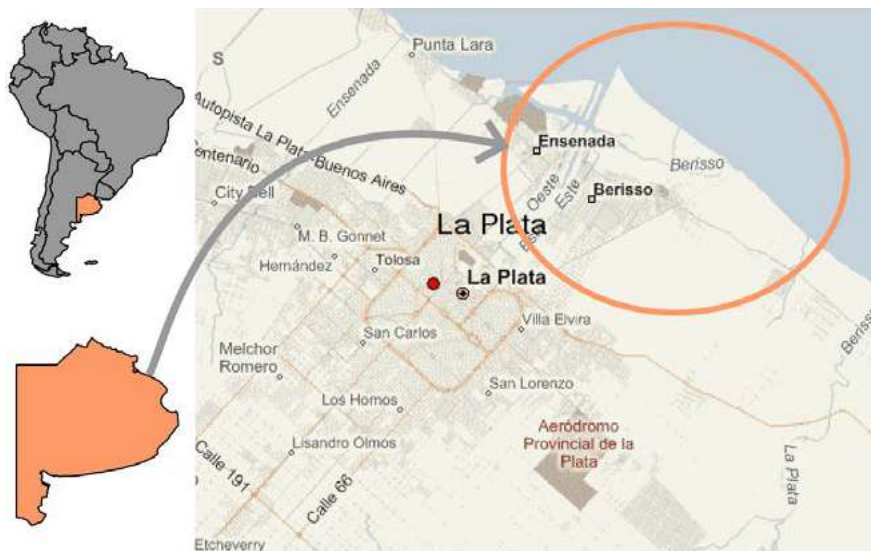 Punta Lara
S
Ensenada
Autopista La Plata-Buenos Aires
Centenario
City Bell
Ensenada
Berisso
Oeste
Este
Berisso
La Plata
M. B. Gonnet
Hernández
Tolosa
La Plata
San Carlos
Villa Elvira
Melchor
Romero
Berisso
San Lorenzo
Los Hornos
Aeródromo
Provincial de la
Plata
Lisandro Olmos
Calle 191
Calle 66
La Plata
Etcheverry